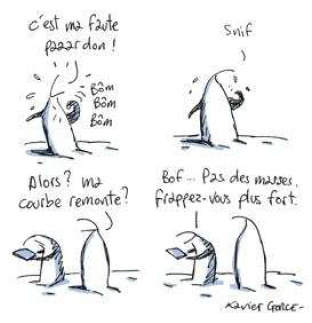 c'est ma faute
paaardon !
Bôm
Bôm
Bôm
Snif
Alors ? ma
courbe remonte ?
Bof... Pas des masses,
frappez-vous plus fort.
Xavier Gorce-